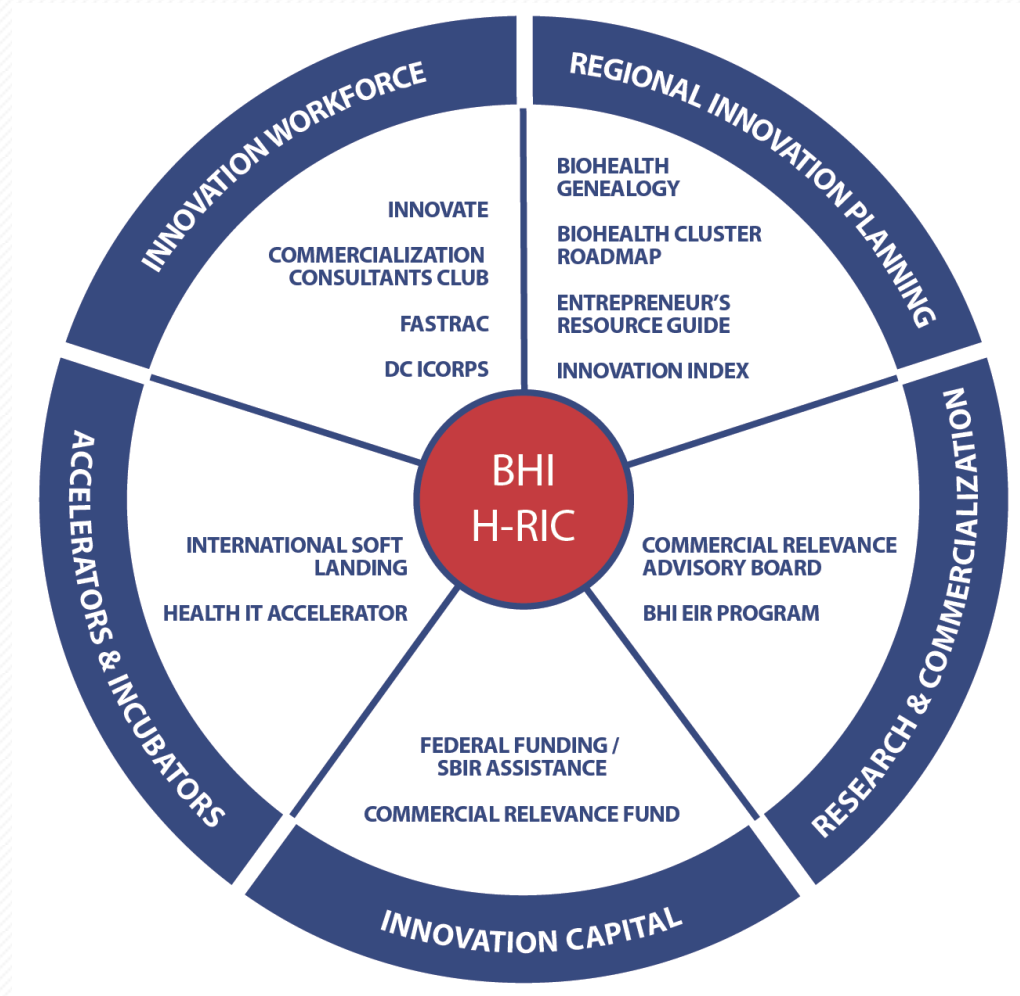 INNOVATION WORKFORCE
INNOVATE
COMMERCIALIZATION
CONSULTANTS CLUB
FASTRAC
DC ICORPS
REGIONAL INNOVATION PLANNING
BIOHEALTH
GENEALOGY
BIOHEALTH CLUSTER
ROADMAP
ENTREPRENEUR’S
RESOURCE GUIDE
INNOVATION INDEX
BHI
H-RIC
ACCELERATORS & INCUBATORS
INTERNATIONAL SOFT
LANDING
HEALTH IT ACCELERATOR
RESEARCH & COMMERCIALIZATION
COMMERCIAL RELEVANCE
ADVISORY BOARD
BHI EIR PROGRAM
FEDERAL FUNDING /
SBIR ASSISTANCE
COMMERCIAL RELEVANCE FUND
INNOVATION CAPITAL